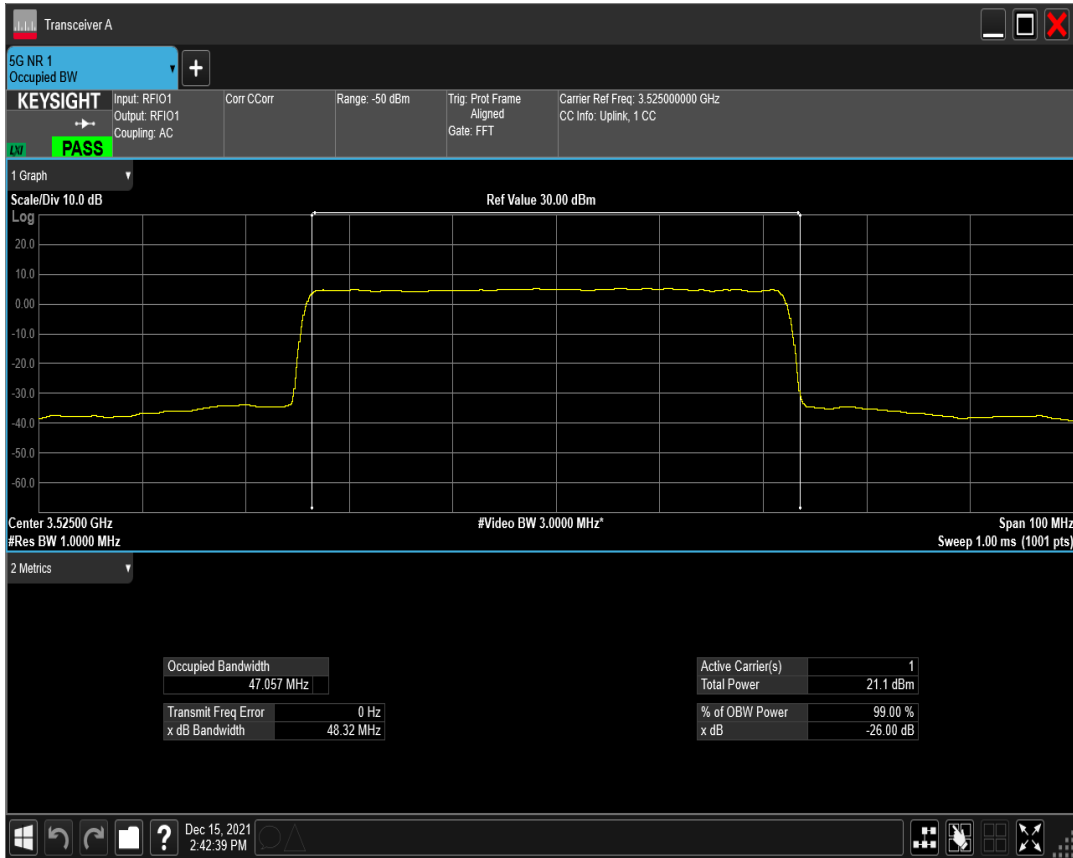 Transceiver A
5G NR 1
Occupied BW
KEYSIGHT
LXI
PASS
Input: RFIO1
Output: RFIO1
Coupling: AC
Corr CCorr
Range: -50 dBm
Trig: Prot Frame
Aligned
Gate: FFT
Carrier Ref Freq: 3.525000000 GHz
CC Info: Uplink, 1 CC
1 Graph
Scale/Div 10.0 dB
Ref Value 30.00 dBm
Log
20.0
10.0
0.00
-10.0
-20.0
-30.0
-40.0
-50.0
-60.0
Center 3.52500 GHz
#Video BW 3.0000 MHz*
Span 100 MHz
#Res BW 1.0000 MHz
Sweep 1.00 ms (1001 pts)
2 Metrics
Occupied Bandwidth
47.057 MHz
Transmit Freq Error 0 Hz
x dB Bandwidth 48.32 MHz
Active Carrier(s) 1
Total Power 21.1 dBm
% of OBW Power 99.00 %
x dB -26.00 dB
?
Dec 15, 2021
2:42:39 PM